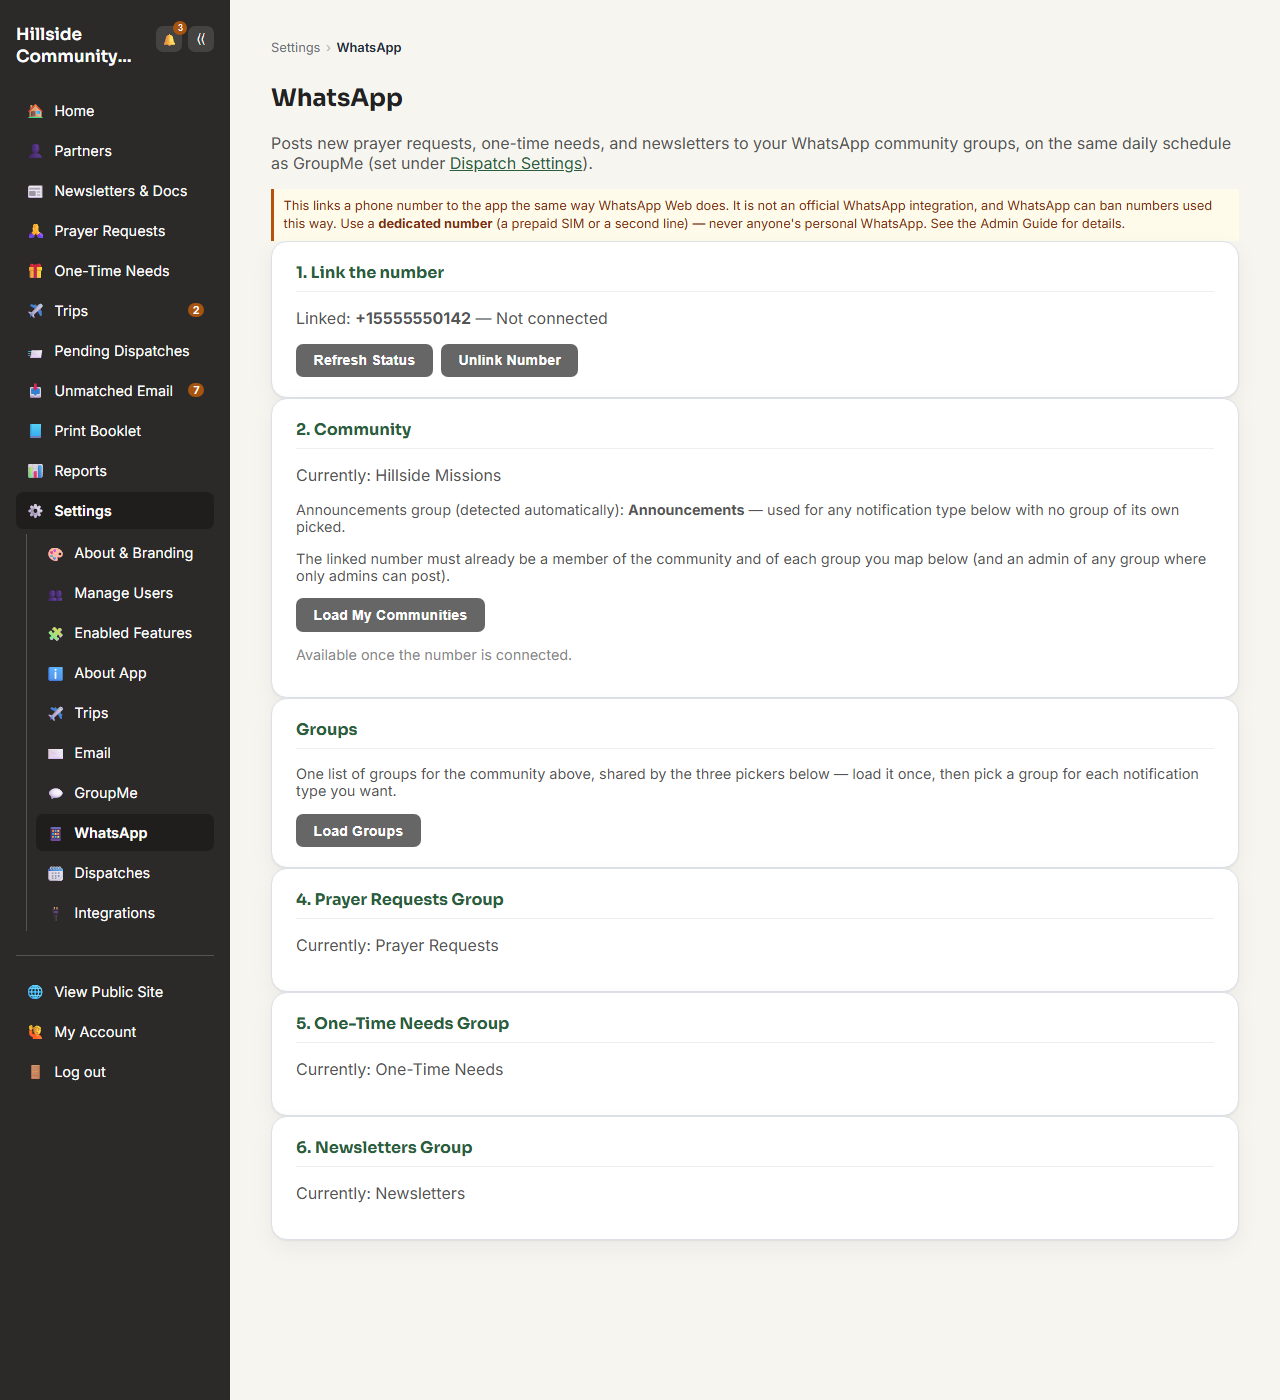 Hillside
Community...
3
Home
Partners
Newsletters & Docs
Prayer Requests
One-Time Needs
Trips 2
Pending Dispatches
Unmatched Email 7
Print Booklet
Reports
Settings
About & Branding
Manage Users
Enabled Features
About App
Trips
Email
GroupMe
WhatsApp
Dispatches
Integrations
View Public Site
My Account
Log out
Settings › WhatsApp
WhatsApp
Posts new prayer requests, one-time needs, and newsletters to your WhatsApp community groups, on the same daily schedule
as GroupMe (set under Dispatch Settings).
This links a phone number to the app the same way WhatsApp Web does. It is not an official WhatsApp integration, and WhatsApp can ban numbers used
this way. Use a dedicated number (a prepaid SIM or a second line) — never anyone's personal WhatsApp. See the Admin Guide for details.
1. Link the number
Linked: +15555550142 — Not connected
Refresh Status Unlink Number
2. Community
Currently: Hillside Missions
Announcements group (detected automatically): Announcements — used for any notification type below with no group of its own
picked.
The linked number must already be a member of the community and of each group you map below (and an admin of any group where
only admins can post).
Load My Communities
Available once the number is connected.
Groups
One list of groups for the community above, shared by the three pickers below — load it once, then pick a group for each notification
type you want.
Load Groups
4. Prayer Requests Group
Currently: Prayer Requests
5. One-Time Needs Group
Currently: One-Time Needs
6. Newsletters Group
Currently: Newsletters